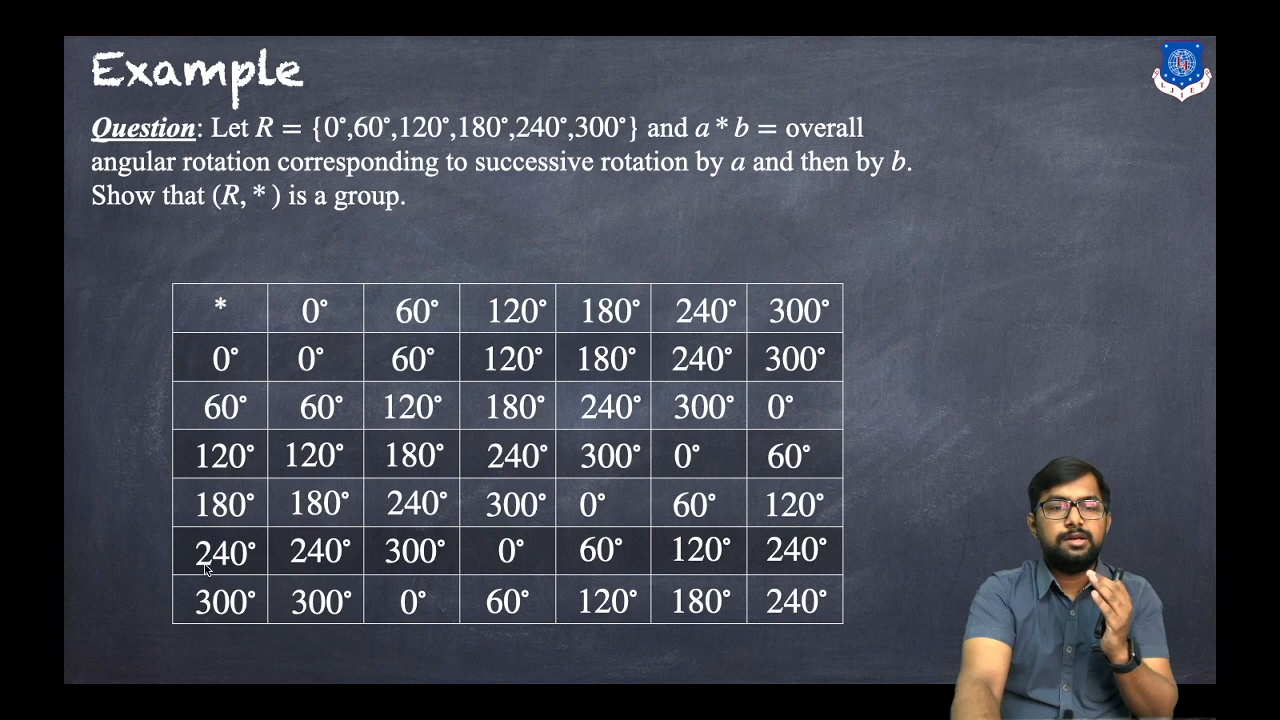 Example
Question: Let R = {0°,60°,120°,180°,240°,300°} and a * b = overall
angular rotation corresponding to successive rotation by a and then by b.
Show that (R, * ) is a group.
* 0° 60° 120° 180° 240° 300°
0° 0° 60° 120° 180° 240° 300°
60° 60° 120° 180° 240° 300° 0°
120° 120° 180° 240° 300° 0° 60°
180° 180° 240° 300° 0° 60° 120°
240° 240° 300° 0° 60° 120° 240°
300° 300° 0° 60° 120° 180° 240°